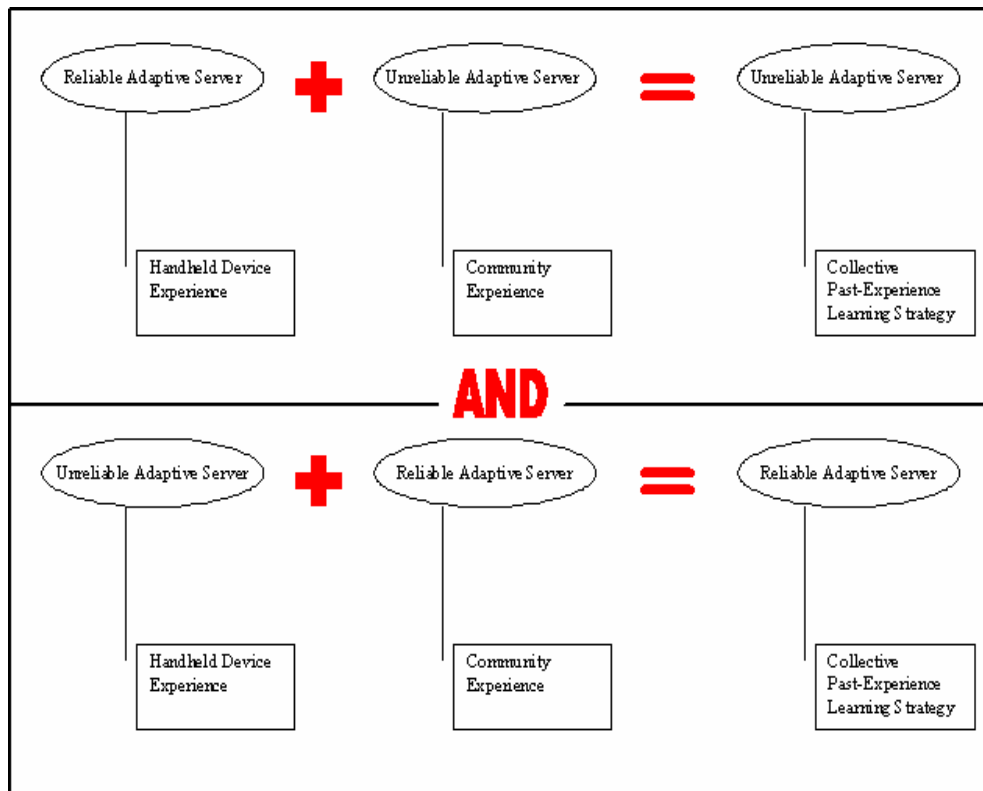 Reliable Adaptive Server + Unreliable Adaptive Server = Unreliable Adaptive Server
Handheld Device
Experience
Community
Experience
Collective
Past-Experience
Learning Strategy
AND
Unreliable Adaptive Server + Reliable Adaptive Server = Reliable Adaptive Server
Handheld Device
Experience
Community
Experience
Collective
Past-Experience
Learning Strategy